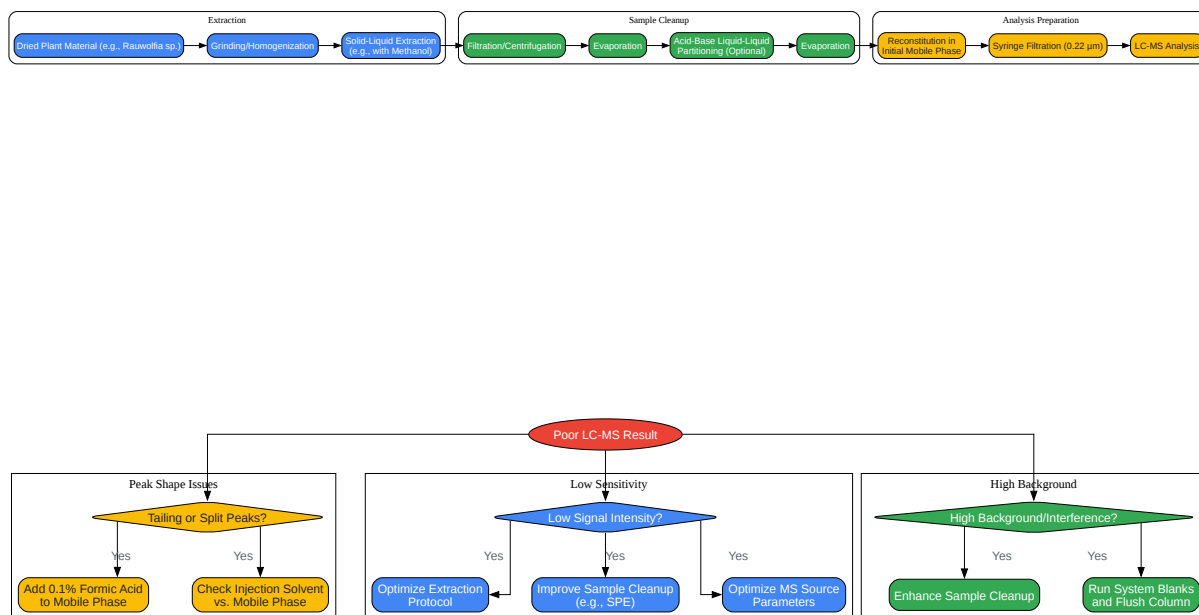 Extraction
Sample Cleanup
Analysis Preparation
Dried Plant Material (e.g., Rauwolfia sp.)
Grinding/Homogenization
Solid-Liquid Extraction
(e.g., with Methanol)
Filtration/Centrifugation
Evaporation
Acid-Base Liquid-Liquid
Partitioning (Optional)
Evaporation
Reconstitution in
Initial Mobile Phase
Syringe Filtration (0.22 µm)
LC-MS Analysis
Poor LC-MS Result
Peak Shape Issues
Low Sensitivity
High Background
Tailing or Split Peaks?
Low Signal Intensity?
High Background/Interference?
Yes
Yes
Yes
Yes
Yes
Yes
Yes
Add 0.1% Formic Acid
to Mobile Phase
Check Injection Solvent
vs. Mobile Phase
Optimize Extraction
Protocol
Improve Sample Cleanup
(e.g., SPE)
Optimize MS Source
Parameters
Enhance Sample Cleanup
Run System Blanks
and Flush Column